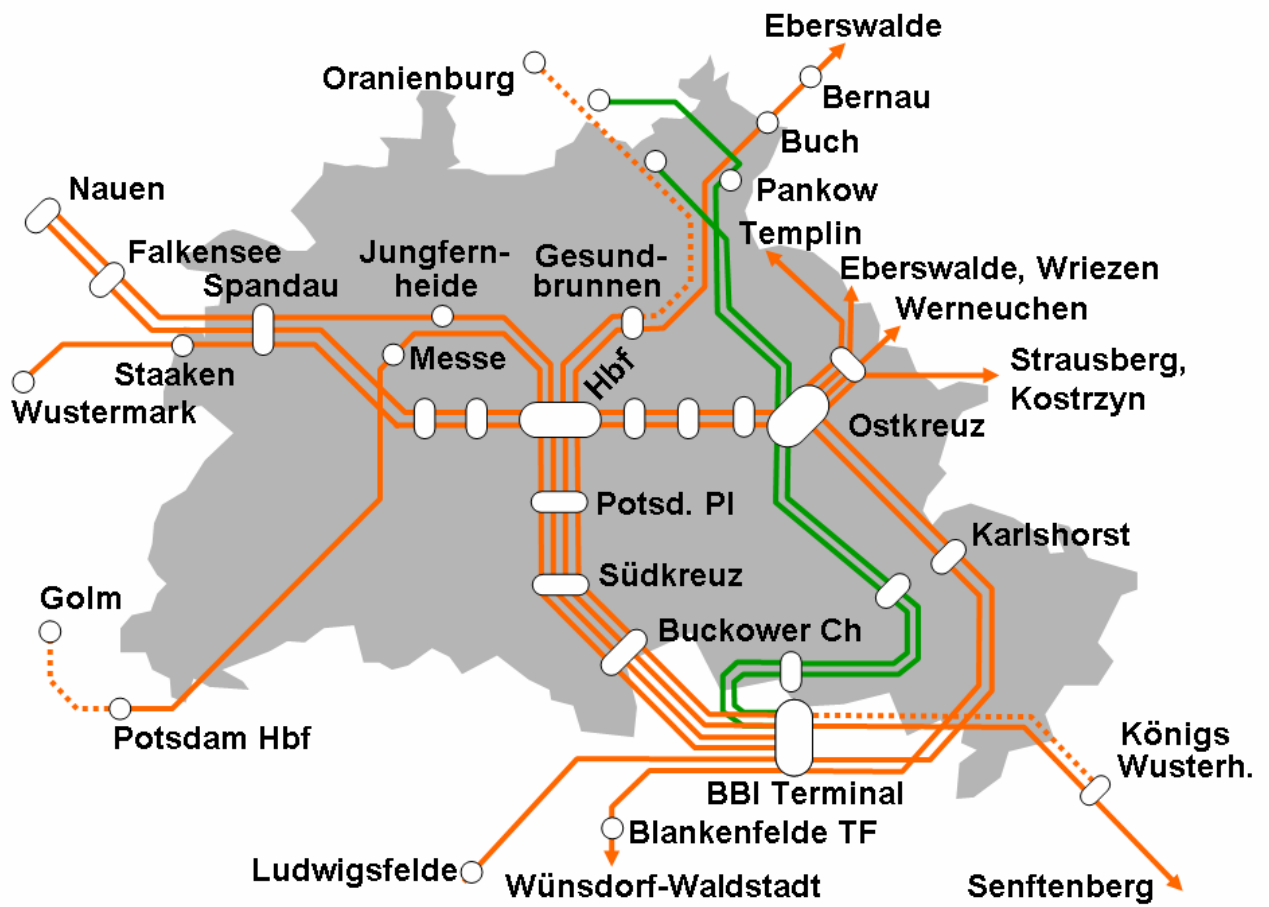 Eberswalde
Oranienburg
Bernau
Buch
Pankow
Nauen
Templin
Falkensee
Spandau
Jungfern-
heide
Gesund-
brunnen
Eberswalde, Wriezen
Werneuchen
Messe
Hbf
Staaken
Wustermark
Strausberg,
Kostrzyn
Ostkreuz
Potsd. Pl
Karlshorst
Südkreuz
Golm
Buckower Ch
Potsdam Hbf
Königs
Wusterh.
BBI Terminal
Blankenfelde TF
Ludwigsfelde
Wünsdorf-Waldstadt
Senftenberg